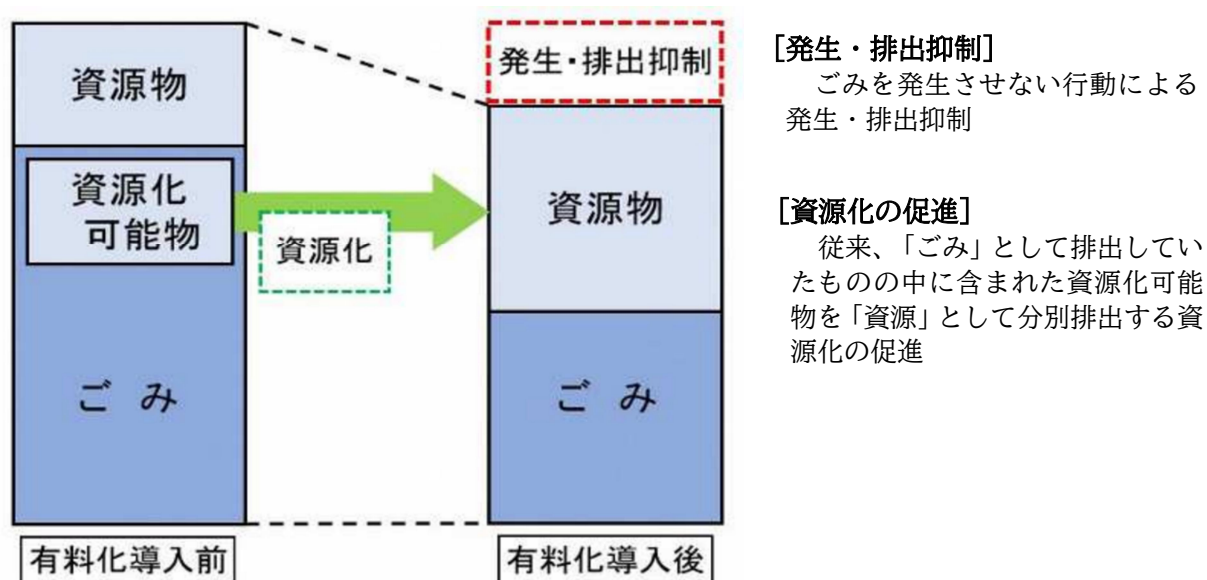 資源物
資源化
可能物
ごみ
有料化導入前
資源化
発生・排出抑制
資源物
ごみ
有料化導入後
［発生・排出抑制］
ごみを発生させない行動による
発生・排出抑制
［資源化の促進］
従来、「ごみ」として排出してい
たものの中に含まれた資源化可能
物を「資源」として分別排出する資
源化の促進